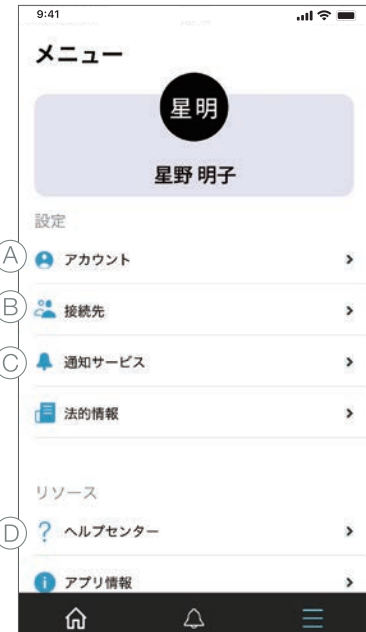 9:41
メニュー
星明
星野 明子
設定
A アカウント
B 接続先
C 通知サービス
法的情報
リソース
D ヘルプセンター
アプリ情報